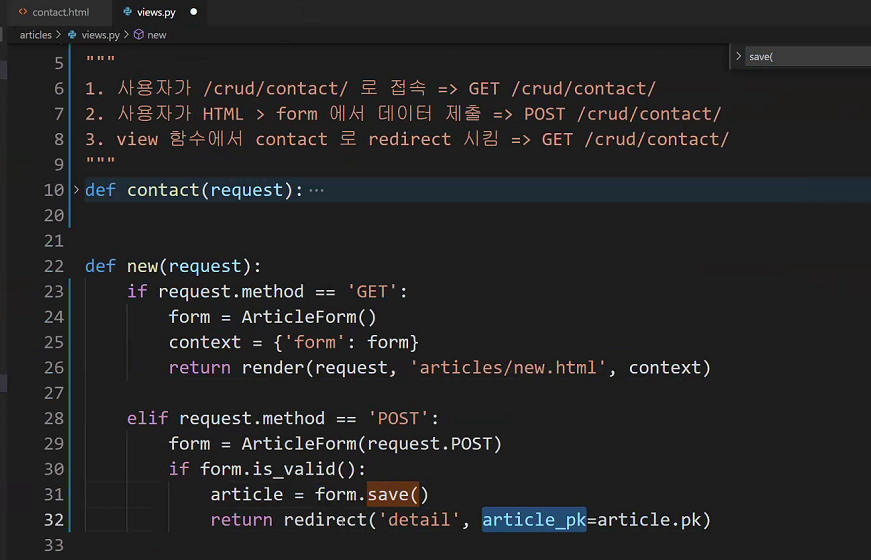 contact.html views.py
articles > views.py > new
save(
5 """
6 1. 사용자가 /crud/contact/ 로 접속 => GET /crud/contact/
7 2. 사용자가 HTML > form 에서 데이터 제출 => POST /crud/contact/
8 3. view 함수에서 contact 로 redirect 시킴 => GET /crud/contact/
9 """
10 > def contact(request): ···
20
21
22 def new(request):
23 if request.method == 'GET':
24 form = ArticleForm()
25 context = {'form': form}
26 return render(request, 'articles/new.html', context)
27
28 elif request.method == 'POST':
29 form = ArticleForm(request.POST)
30 if form.is_valid():
31 article = form.save()
32 return redirect('detail', article_pk=article.pk)
33